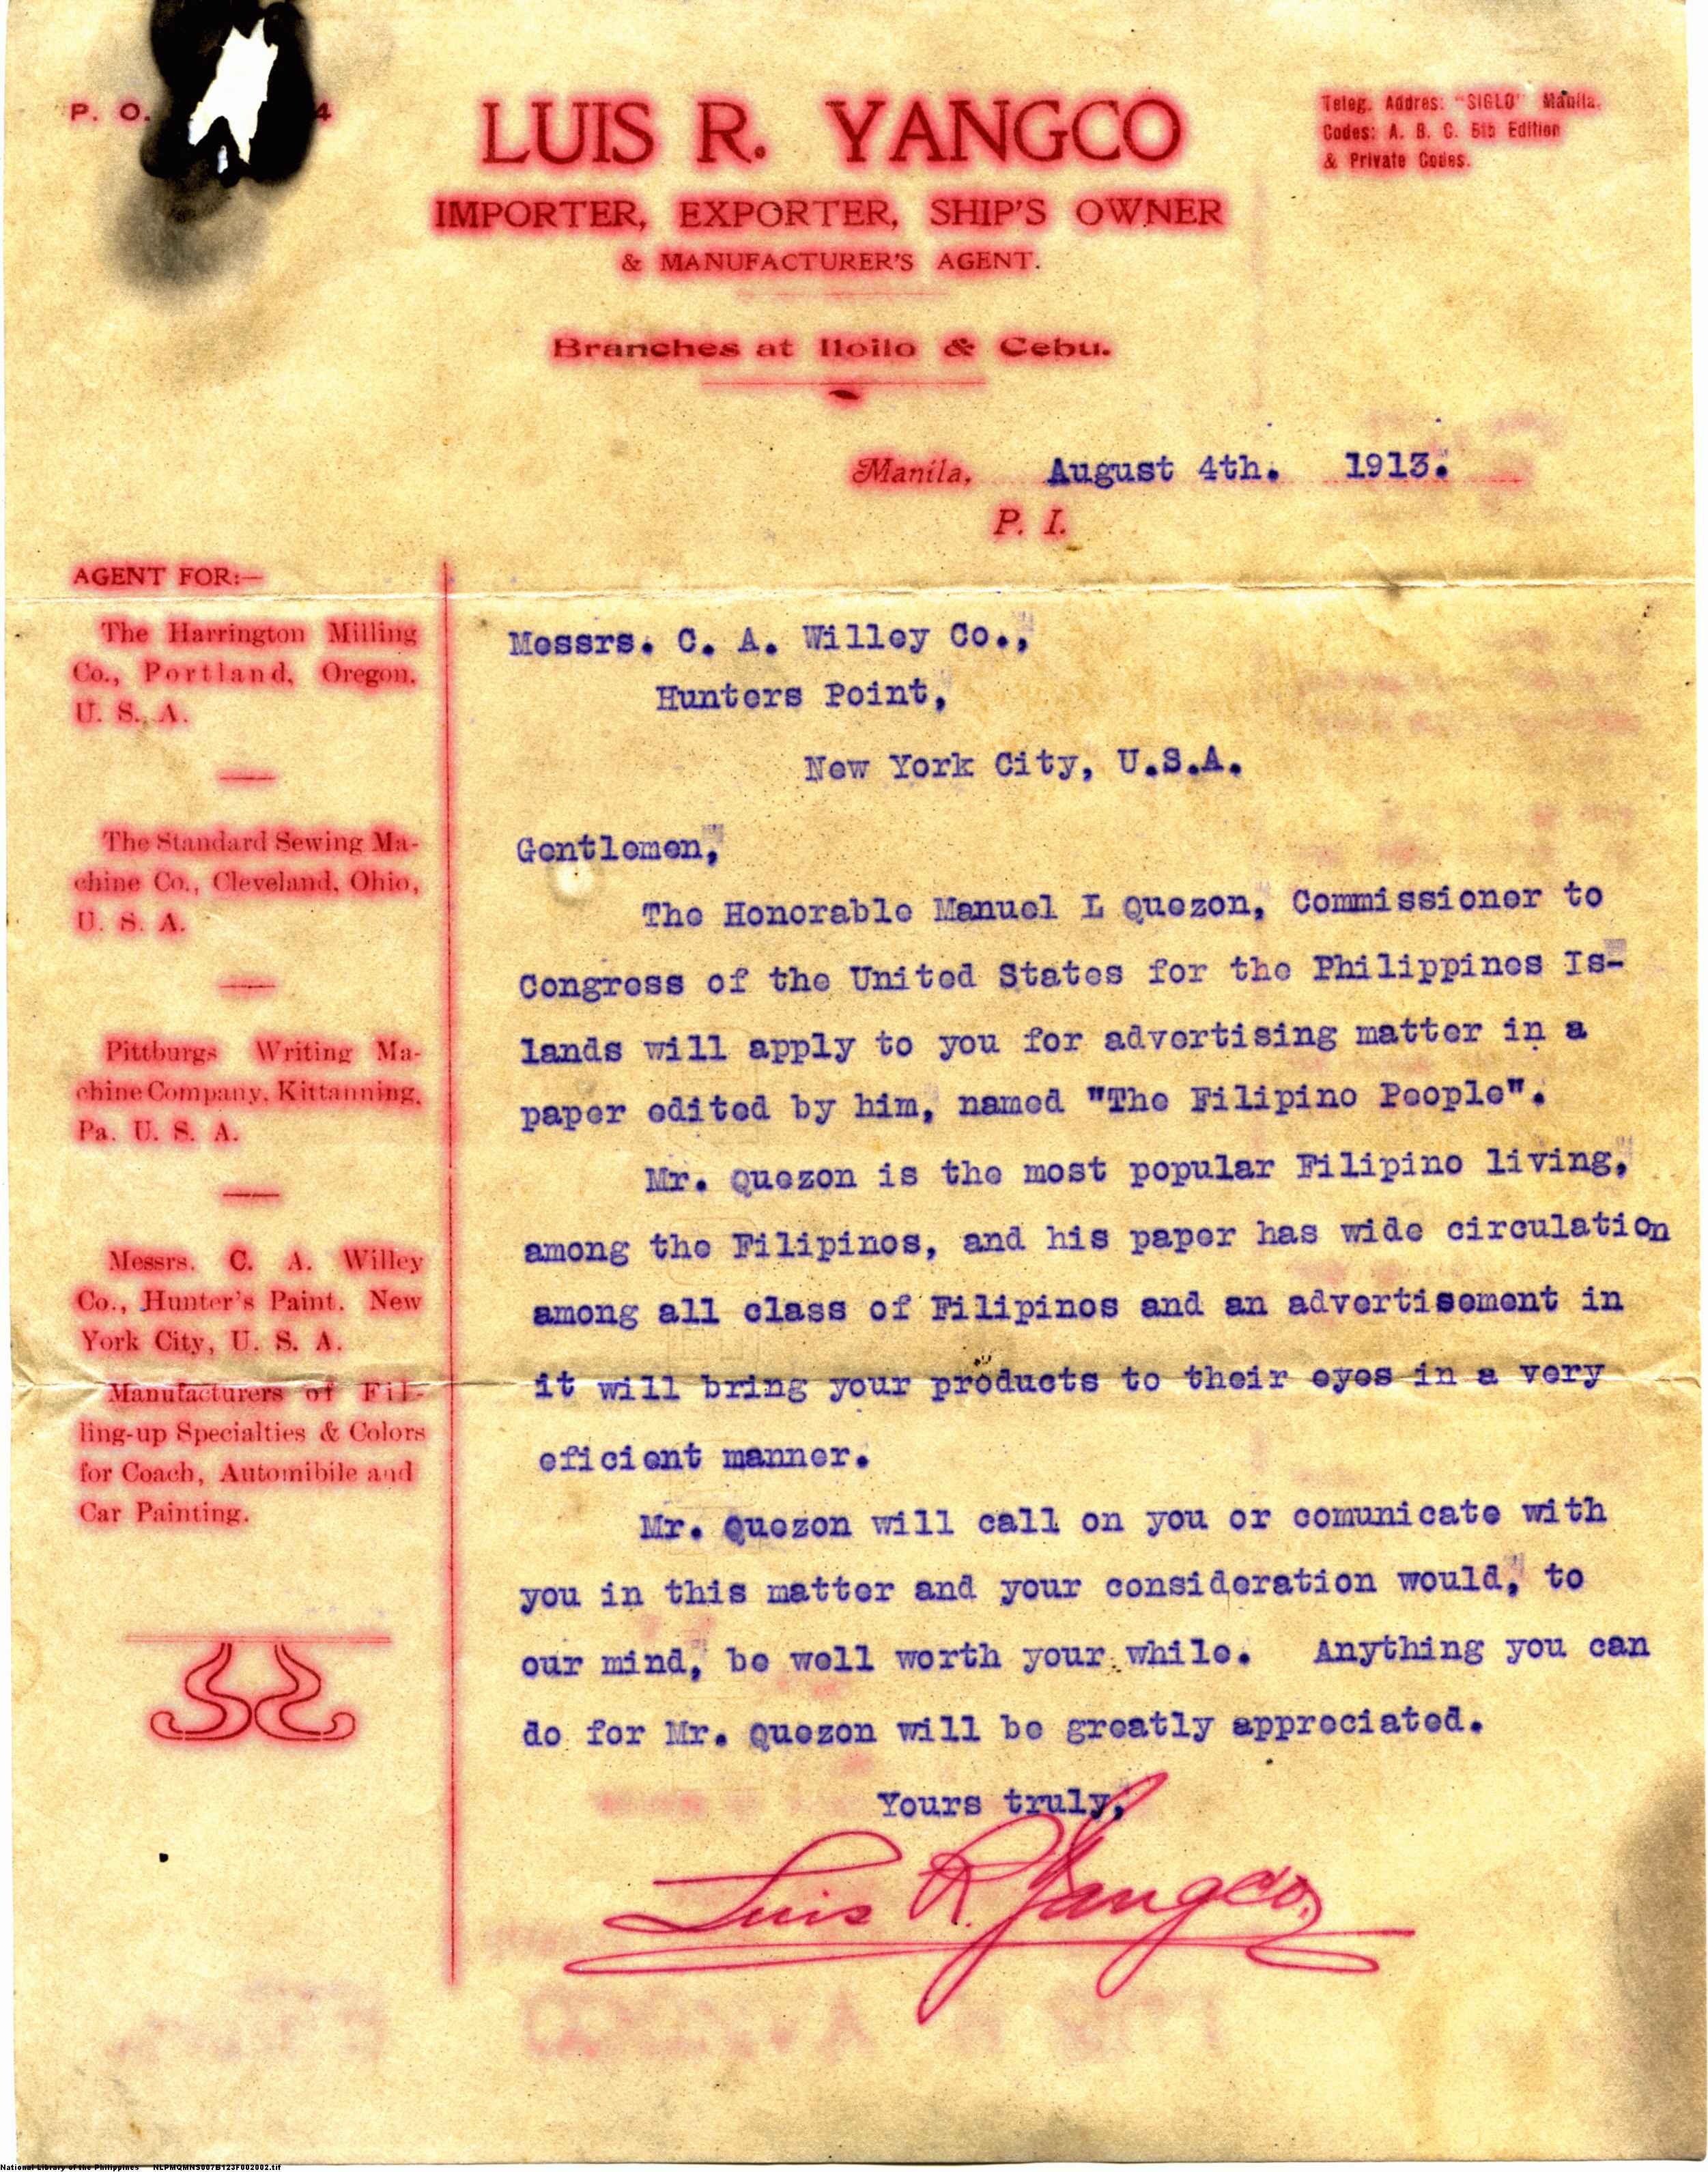 P. O. 4
LUIS R. YANGCO
IMPORTER, EXPORTER, SHIP'S OWNER
& MANUFACTURER'S AGENT.
Branches at Iloilo & Cebu.
Teleg. Addres: "SIGLO" Manila.
Codes: A. B. C. 5th Edition
& Private Codes.
Manila, August 4th. 1913.
P. I.
AGENT FOR:—
The Harrington Milling
Co., Portland, Oregon,
U. S. A.
The Standard Sewing Ma-
chine Co., Cleveland, Ohio,
U. S. A.
Pittburgs Writing Ma-
chine Company, Kittanning,
Pa. U. S. A.
Messrs. C. A. Willey
Co., Hunter's Paint. New
York City, U. S. A.
Manufacturers of Fil-
ling-up Specialties & Colors
for Coach, Automibile and
Car Painting.
Messrs. C. A. Willey Co.,
Hunters Point,
New York City, U.S.A.
Gentlemen,
The Honorable Manuel L Quezon, Commissioner to
Congress of the United States for the Philippines Is-
lands will apply to you for advertising matter in a
paper edited by him, named "The Filipino People".
Mr. Quezon is the most popular Filipino living,
among the Filipinos, and his paper has wide circulation
among all class of Filipinos and an advertisement in
it will bring your products to their eyes in a very
eficient manner.
Mr. Quezon will call on you or comunicate with
you in this matter and your consideration would, to
our mind, be well worth your while. Anything you can
do for Mr. Quezon will be greatly appreciated.
Yours truly,
Luis R. Yangco.
National Library of the Philippines NLPMQMNS007B123F002002.tif